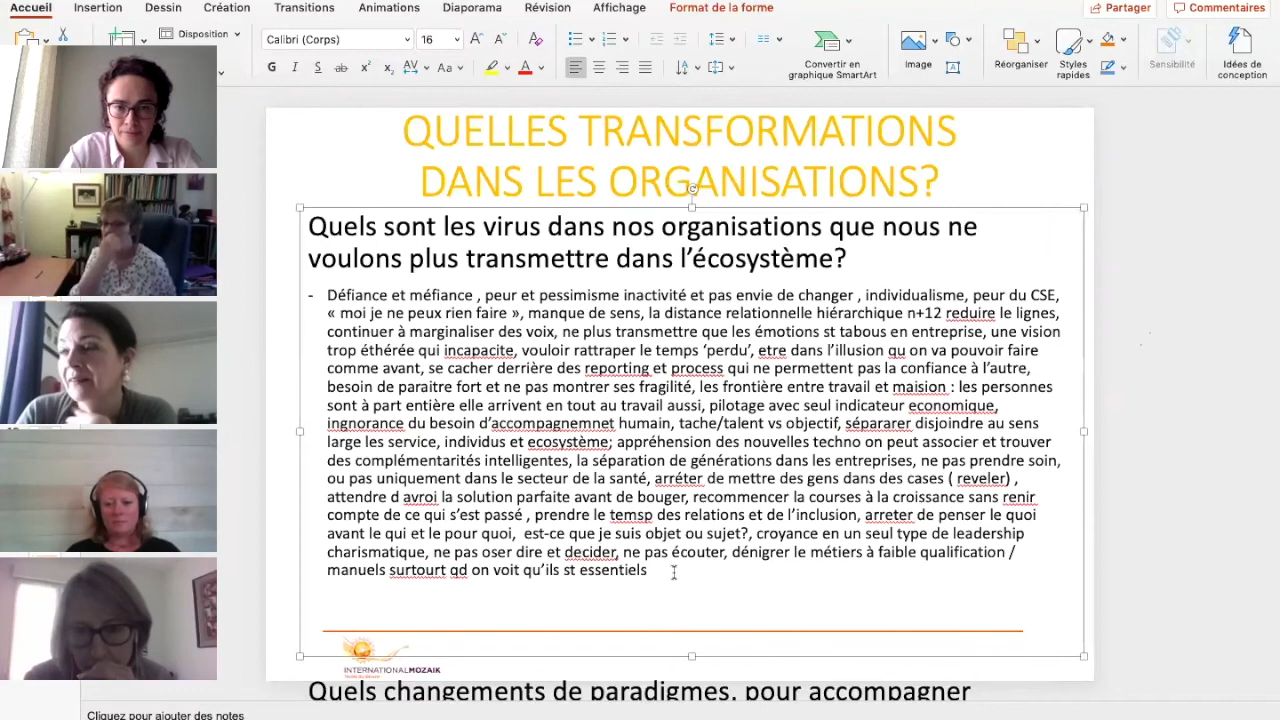 Accueil Insertion Dessin Création Transitions Animations Diaporama Révision Affichage Format de la forme Partager Commentaires
Disposition Calibri (Corps) 16
G I S ab x² x₂ AV Aa A Convertir en graphique SmartArt Image Réorganiser Styles rapides Sensibilité Idées de conception
QUELLES TRANSFORMATIONS
DANS LES ORGANISATIONS?
Quels sont les virus dans nos organisations que nous ne
voulons plus transmettre dans l’écosystème?
- Défiance et méfiance , peur et pessimisme inactivité et pas envie de changer , individualisme, peur du CSE,
« moi je ne peux rien faire », manque de sens, la distance relationnelle hiérarchique n+12 reduire le lignes,
continuer à marginaliser des voix, ne plus transmettre que les émotions st tabous en entreprise, une vision
trop éthérée qui incapacite, vouloir rattraper le temps ‘perdu’, etre dans l’illusion qu on va pouvoir faire
comme avant, se cacher derrière des reporting et process qui ne permettent pas la confiance à l’autre,
besoin de paraitre fort et ne pas montrer ses fragilité, les frontière entre travail et maision : les personnes
sont à part entière elle arrivent en tout au travail aussi, pilotage avec seul indicateur economique,
ingnorance du besoin d’accompagnemnet humain, tache/talent vs objectif, sépararer disjoindre au sens
large les service, individus et ecosystème; appréhension des nouvelles techno on peut associer et trouver
des complémentarités intelligentes, la séparation de générations dans les entreprises, ne pas prendre soin,
ou pas uniquement dans le secteur de la santé, arréter de mettre des gens dans des cases ( reveler) ,
attendre d avroi la solution parfaite avant de bouger, recommencer la courses à la croissance sans renir
compte de ce qui s’est passé , prendre le temsp des relations et de l’inclusion, arreter de penser le quoi
avant le qui et le pour quoi,  est-ce que je suis objet ou sujet?, croyance en un seul type de leadership
charismatique, ne pas oser dire et decider, ne pas écouter, dénigrer le métiers à faible qualification /
manuels surtourt qd on voit qu’ils st essentiels
INTERNATIONALMOZAIK
Quels changements de paradigmes, pour accompagner
Cliquez pour ajouter des notes